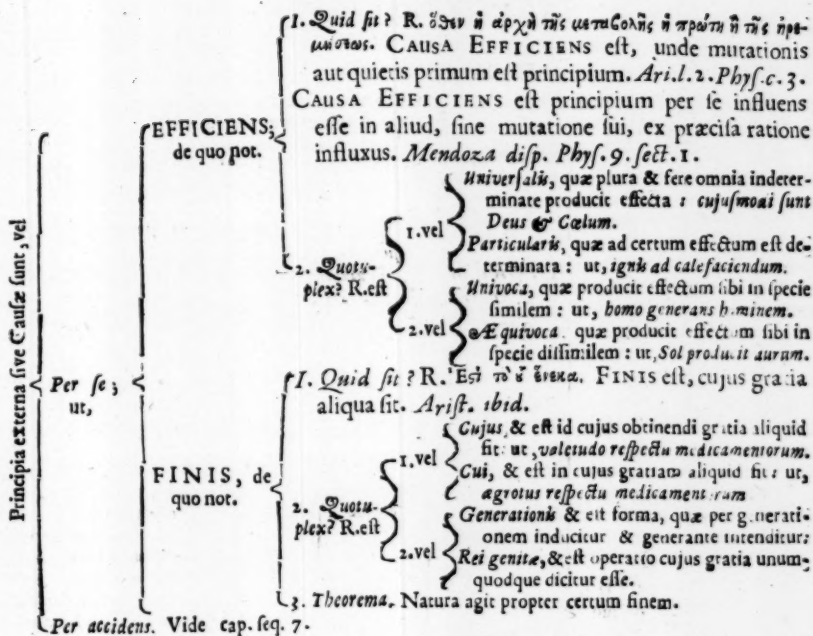 Principia externa sive Causæ sunt, vel
Per se;
ut,
EFFICIENS;
de quo not.
1. Quid sit? R. ὅθεν ἡ ἀρχὴ τῆς μεταβολῆς ἡ πρώτη ἢ τῆς ἠρε-
μήσεως. CAUSA EFFICIENS est, unde mutationis
aut quietis primum est principium. Ari. l. 2. Phys. c. 3.
CAUSA EFFICIENS est principium per se influens
esse in aliud, sine mutatione sui, ex præcisa ratione
influxus. Mendoza disp. Phys. 9. sect. 1.
2. Quotu-
plex? R. est
1. vel
Universalis, quæ plura & fere omnia indeter-
minate producit effecta : cujusmodi sunt
Deus & Cœlum.
Particularis, quæ ad certum effectum est de-
terminata : ut, ignis ad calefaciendum.
2. vel
Univoca, quæ producit effectum sibi in specie
similem : ut, homo generans hominem.
Æquivoca quæ producit effectum sibi in
specie dissimilem : ut, Sol producit aurum.
FINIS, de
quo not.
1. Quid sit? R. Ἐστὶ τὸ οὗ ἕνεκα. FINIS est, cujus gratia
aliqua fit. Arist. ibid.
2. Quotu-
plex? R. est
1. vel
Cujus, & est id cujus obtinendi gratia aliquid
fit: ut, valetudo respectu medicamentorum.
Cui, & est in cujus gratiam aliquid fit : ut,
ægrotus respectu medicamentorum
2. vel
Generationis & est forma, quæ per generati-
onem inducitur & generante intenditur:
Rei genitæ, & est operatio cujus gratia unum-
quodque dicitur esse.
3. Theorema. Natura agit propter certum finem.
Per accidens. Vide cap. seq. 7.